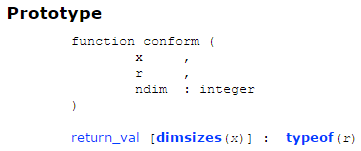 Prototype
function conform (
x ,
r ,
ndim : integer
)
return_val [dimsizes(x)] : typeof(r)